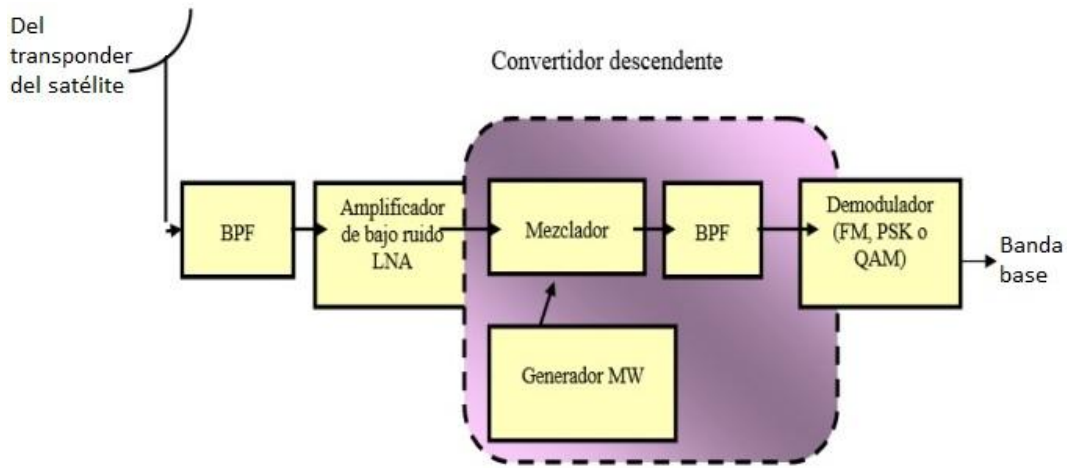 Del
transponder
del satélite
Convertidor descendente
BPF
Amplificador
de bajo ruido
LNA
Mezclador
BPF
Demodulador
(FM, PSK o
QAM)
Banda
base
Generador MW